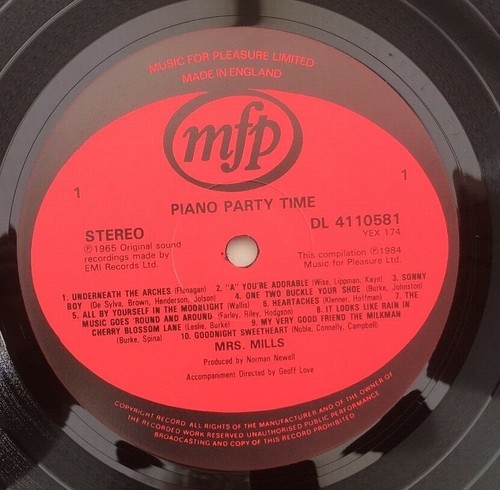 MUSIC FOR PLEASURE LIMITED
MADE IN ENGLAND
mfp
1
1
PIANO PARTY TIME
STEREO
℗1965 Original sound
recordings made by
EMI Records Ltd.
DL 4110581
YEX 174
This compilation ℗1984
Music for Pleasure Ltd.
1. UNDERNEATH THE ARCHES (Flanagan) 2. "A" YOU'RE ADORABLE (Wise, Lippman, Kaye) 3. SONNY
BOY (De Sylva, Brown, Henderson, Jolson) 4. ONE TWO BUCKLE YOUR SHOE (Burke, Johnston)
5. ALL BY YOURSELF IN THE MOONLIGHT (Wallis) 6. HEARTACHES (Klenner, Hoffman) 7. THE
MUSIC GOES 'ROUND AND AROUND (Farley, Riley, Hodgson) 8. IT LOOKS LIKE RAIN IN
CHERRY BLOSSOM LANE (Leslie, Burke) 9. MY VERY GOOD FRIEND THE MILKMAN
(Burke, Spina) 10. GOODNIGHT SWEETHEART (Noble, Connelly, Campbell)
MRS. MILLS
Produced by Norman Newell
Accompaniment Directed by Geoff Love
COPYRIGHT RECORD ALL RIGHTS OF THE MANUFACTURER AND OF THE OWNER OF
THE RECORDED WORK RESERVED UNAUTHORISED PUBLIC PERFORMANCE
BROADCASTING AND COPY OF THIS RECORD PROHIBITED